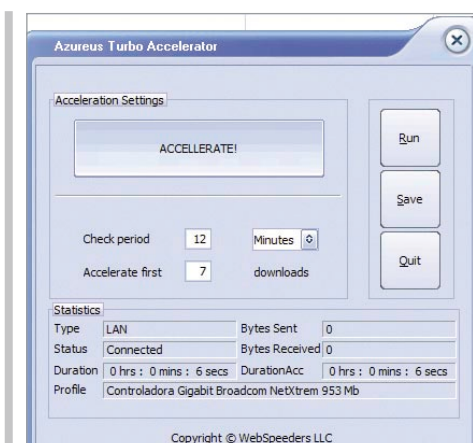 Azureus Turbo Accelerator
Acceleration Settings
ACCELLERATE!
Run
Save
Quit
Check period 12 Minutes
Accelerate first 7 downloads
Statistics
Type LAN Bytes Sent 0
Status Connected Bytes Received 0
Duration 0 hrs : 0 mins : 6 secs DurationAcc 0 hrs : 0 mins : 6 secs
Profile Controladora Gigabit Broadcom NetXtrem 953 Mb
Copyright © WebSpeeders LLC